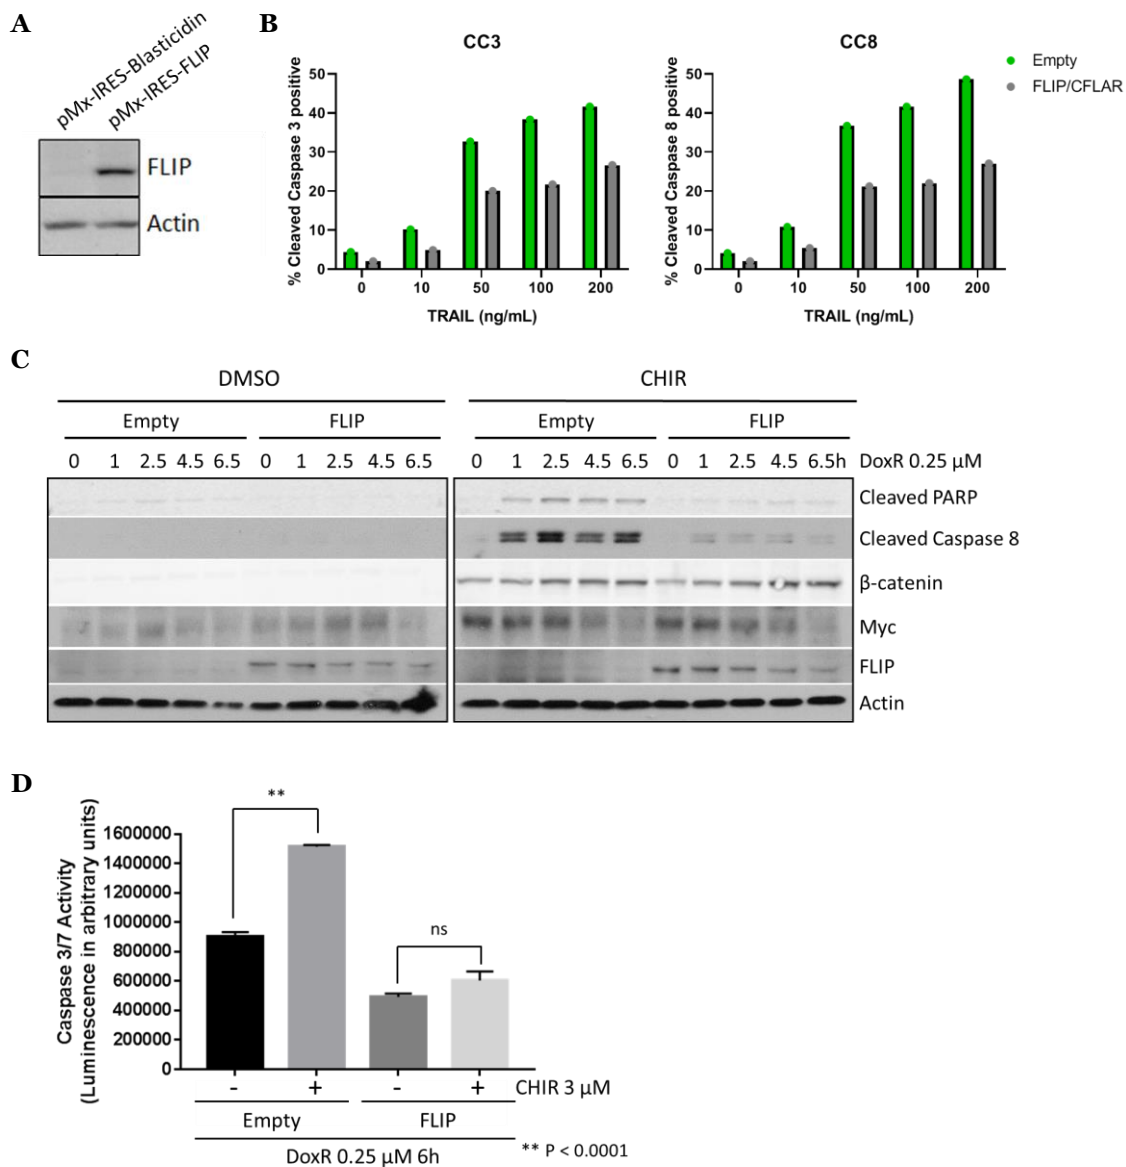 A
pMx-IRES-Blasticidin
pMx-IRES-FLIP
FLIP
Actin
B
CC3
% Cleaved Caspase 3 positive
50
40
30
20
10
0
0 10 50 100 200
TRAIL (ng/mL)
CC8
% Cleaved Caspase 8 positive
50
40
30
20
10
0
0 10 50 100 200
TRAIL (ng/mL)
Empty
FLIP/CFLAR
C
DMSO CHIR
Empty FLIP Empty FLIP
0 1 2.5 4.5 6.5 0 1 2.5 4.5 6.5 0 1 2.5 4.5 6.5 0 1 2.5 4.5 6.5h DoxR 0.25 µM
Cleaved PARP
Cleaved Caspase 8
β-catenin
Myc
FLIP
Actin
D
Caspase 3/7 Activity
(Luminescence in arbitrary units)
1600000
1400000
1200000
1000000
800000
600000
400000
200000
0
**
ns
- + - + CHIR 3 µM
Empty FLIP
DoxR 0.25 µM 6h
** P < 0.0001